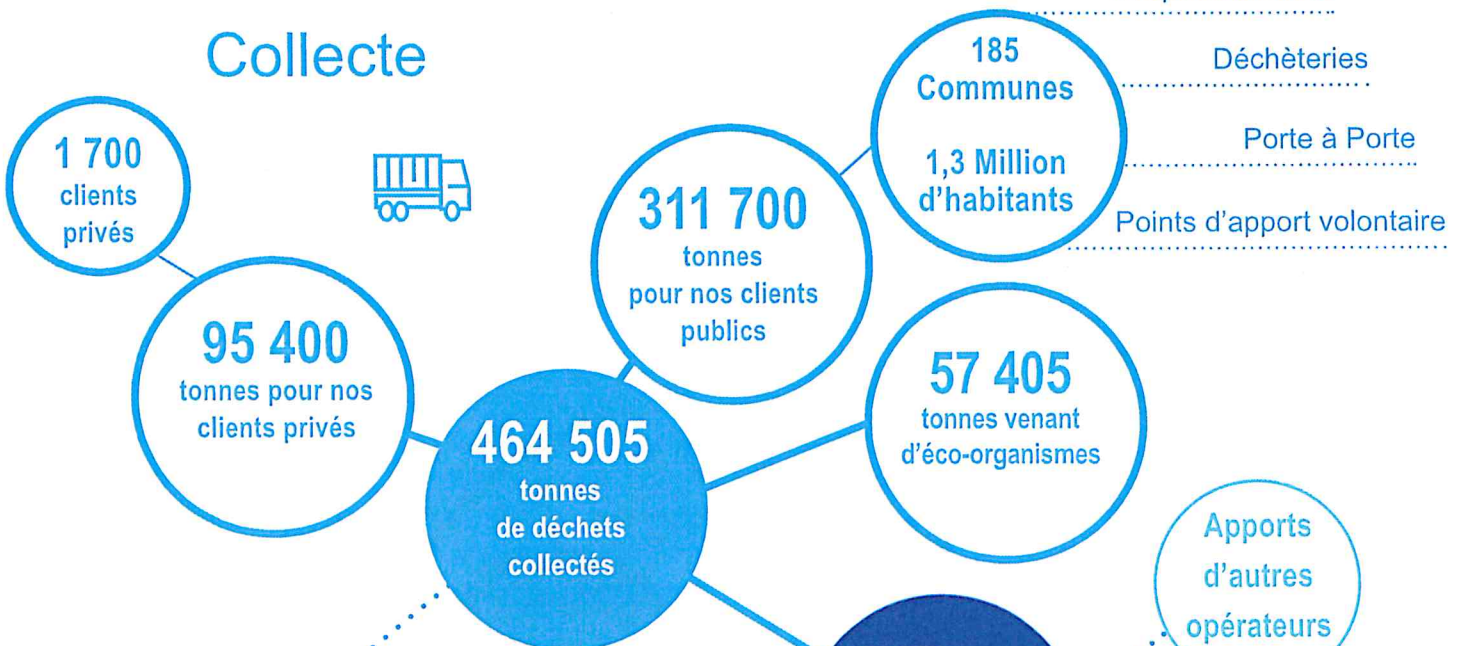 Collecte
1 700
clients
privés
95 400
tonnes pour nos
clients privés
464 505
tonnes
de déchets
collectés
311 700
tonnes
pour nos clients
publics
185
Communes
1,3 Million
d'habitants
Déchèteries
Porte à Porte
Points d'apport volontaire
57 405
tonnes venant
d'éco-organismes
Apports
d'autres
opérateurs